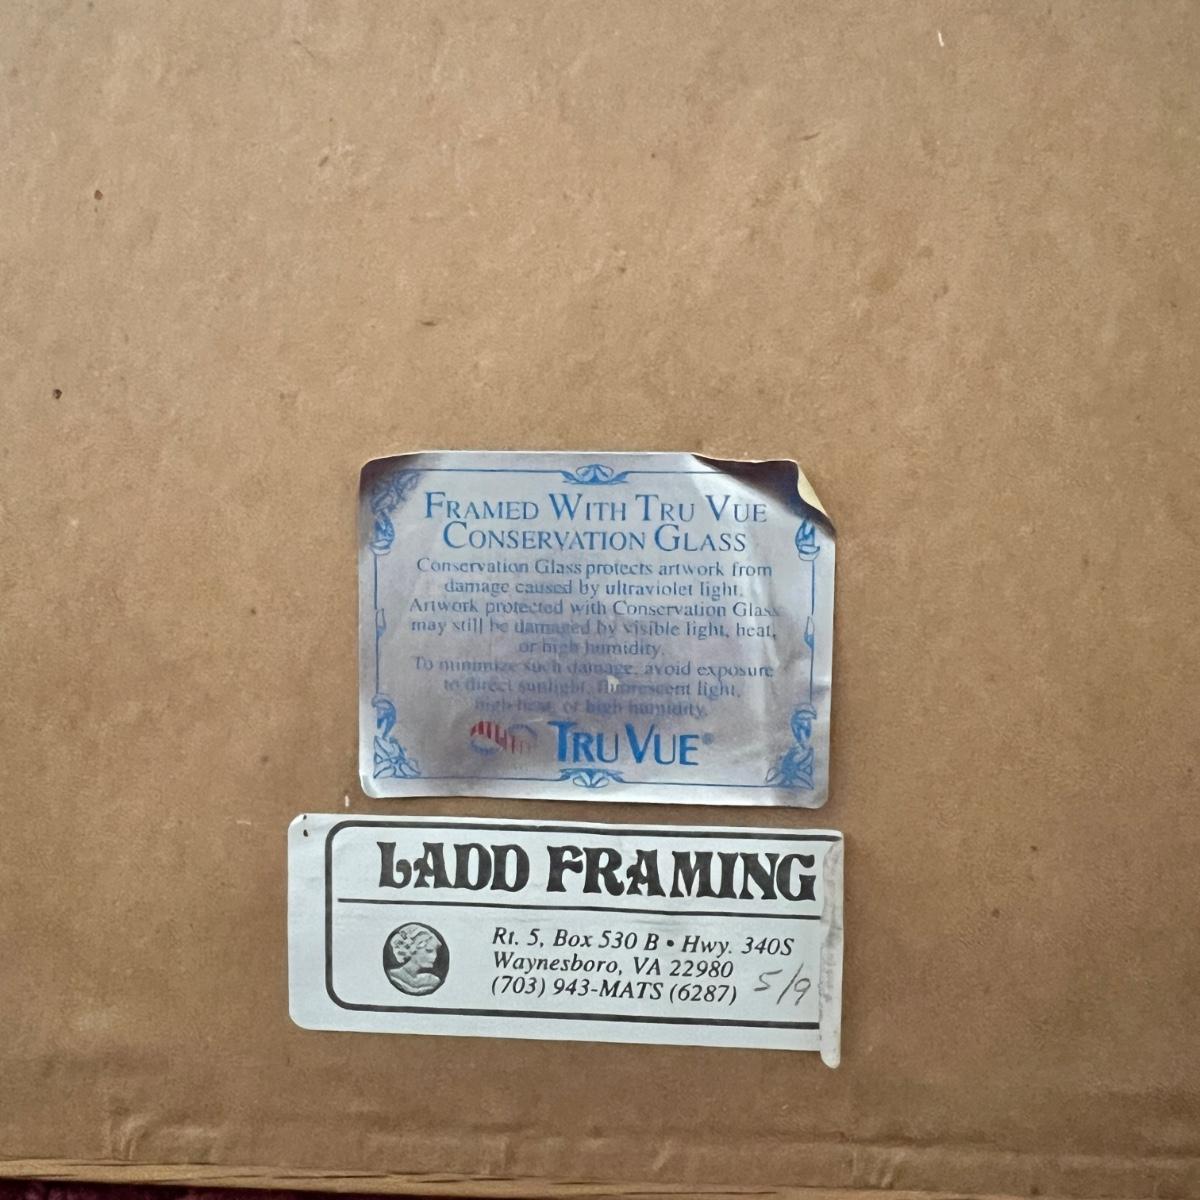 FRAMED WITH TRU VUE
CONSERVATION GLASS
Conservation Glass protects artwork from
damage caused by ultraviolet light.
Artwork protected with Conservation Glass
may still be damaged by visible light, heat,
or high humidity.
To minimize such damage, avoid exposure
to direct sunlight, fluorescent light,
high heat, or high humidity.
TRU VUE®
LADD FRAMING
Rt. 5, Box 530 B • Hwy. 340S
Waynesboro, VA 22980
(703) 943-MATS (6287) 5/9